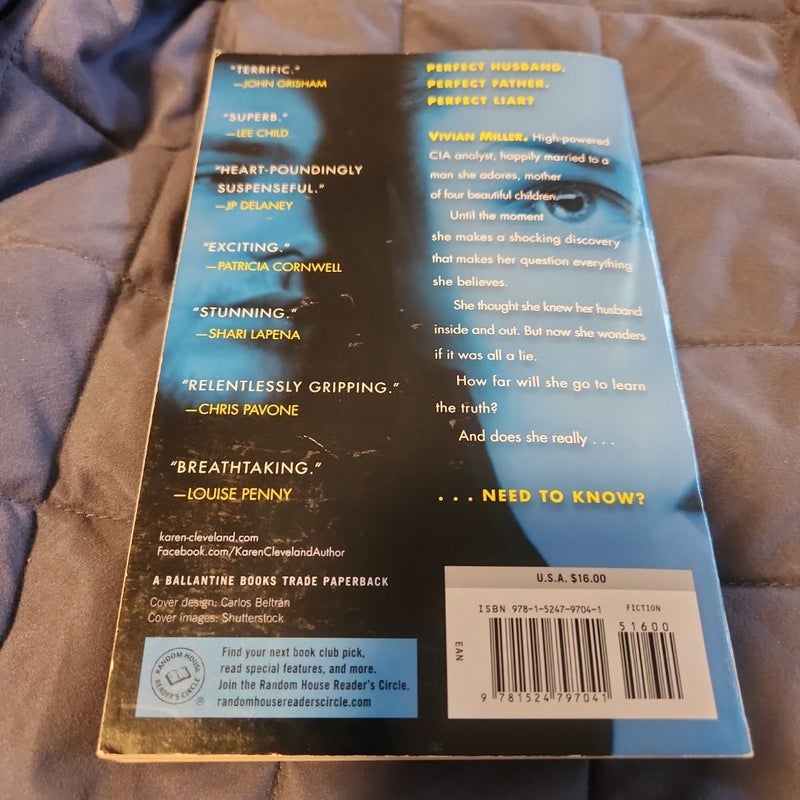 "TERRIFIC."
—JOHN GRISHAM
"SUPERB."
—LEE CHILD
"HEART-POUNDINGLY
SUSPENSEFUL."
—JP DELANEY
"EXCITING."
—PATRICIA CORNWELL
"STUNNING."
—SHARI LAPENA
"RELENTLESSLY GRIPPING."
—CHRIS PAVONE
"BREATHTAKING."
—LOUISE PENNY
karen-cleveland.com
Facebook.com/KarenClevelandAuthor
A BALLANTINE BOOKS TRADE PAPERBACK
Cover design: Carlos Beltrán
Cover images: Shutterstock
RANDOM HOUSE
READER'S CIRCLE
®
Find your next book club pick,
read special features, and more.
Join the Random House Reader's Circle.
randomhousereaderscircle.com
PERFECT HUSBAND.
PERFECT FATHER.
PERFECT LIAR?
VIVIAN MILLER. High-powered
CIA analyst, happily married to a
man she adores, mother
of four beautiful children.
Until the moment
she makes a shocking discovery
that makes her question everything
she believes.
She thought she knew her husband
inside and out. But now she wonders
if it was all a lie.
How far will she go to learn
the truth?
And does she really . . .
. . . NEED TO KNOW?
U.S.A. $16.00
ISBN 978-1-5247-9704-1
FICTION
51600
EAN
9 781524 797041